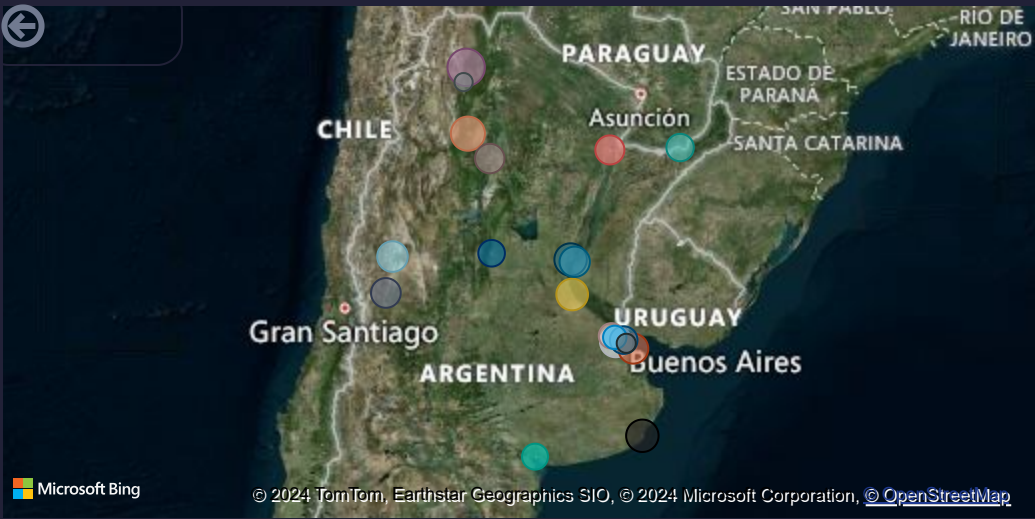 SAN PABLO
RÍO DE
JANEIRO
PARAGUAY
ESTADO DE
PARANÁ
Asunción
CHILE
SANTA CATARINA
URUGUAY
Gran Santiago
Buenos Aires
ARGENTINA
Microsoft Bing
© 2024 TomTom, Earthstar Geographics SIO, © 2024 Microsoft Corporation, © OpenStreetMap